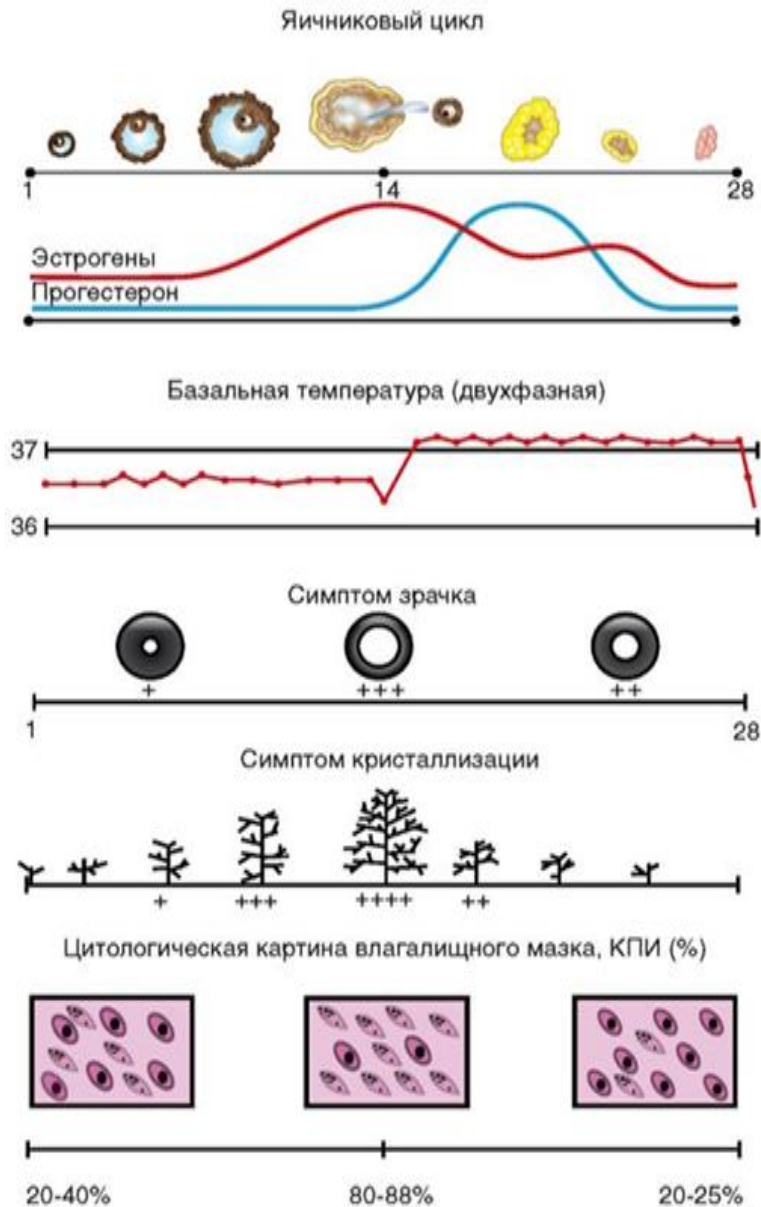 Яичниковый цикл
1 14 28
Эстрогены
Прогестерон
Базальная температура (двухфазная)
37
36
Симптом зрачка
+ +++ ++
1 28
Симптом кристаллизации
+ +++ ++++ ++
Цитологическая картина влагалищного мазка, КПИ (%)
20-40% 80-88% 20-25%